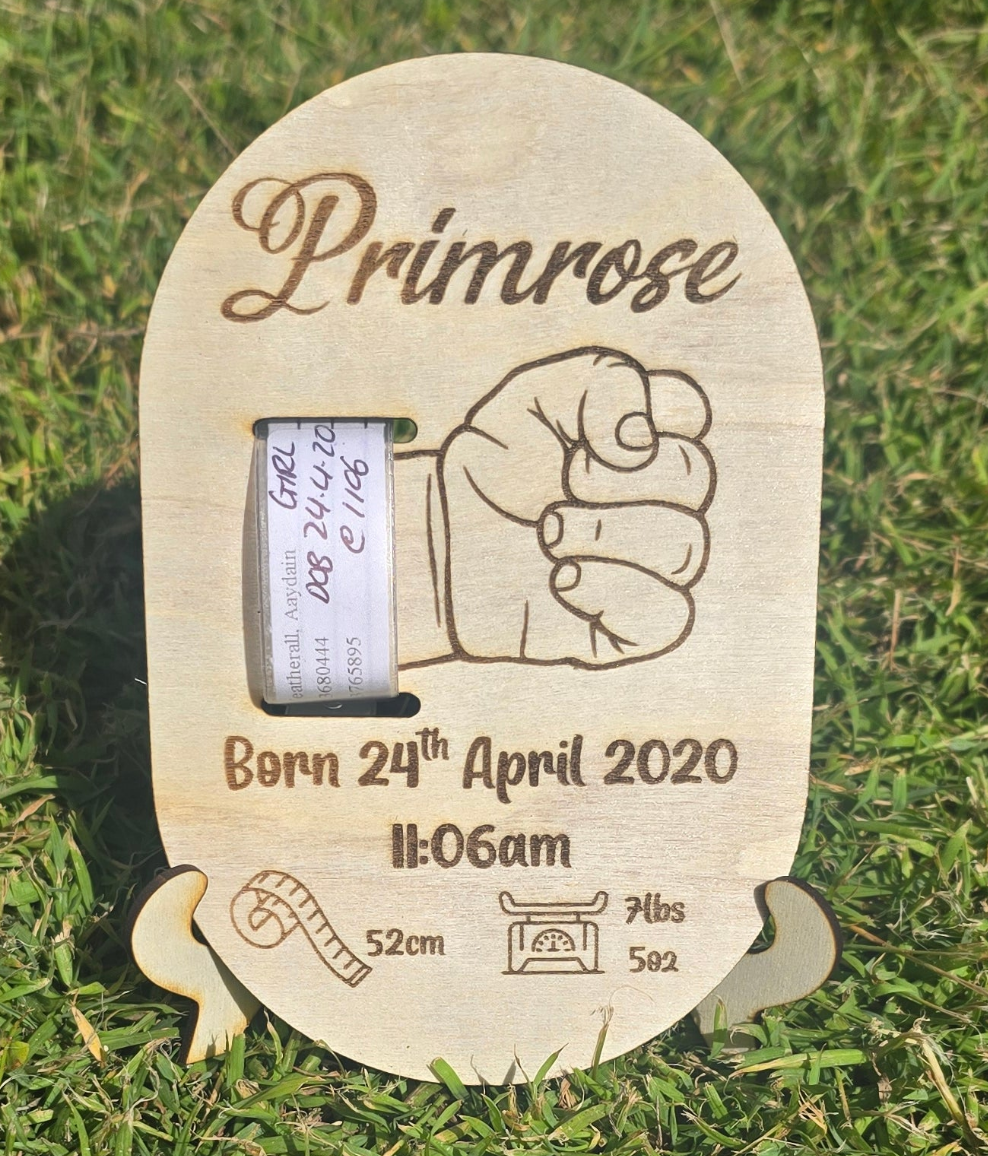 Primrose
GIRL
eatherall, Aaydain
DOB 24.4.20
680444
@ 1106
765895
Born 24th April 2020
11:06am
52cm
7lbs
5oz